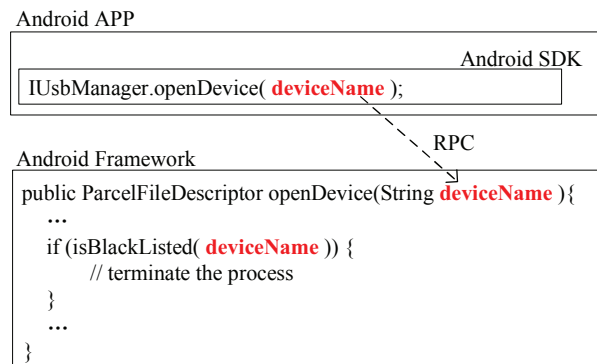 Android APP
Android SDK
IUsbManager.openDevice( deviceName );
RPC
Android Framework
public ParcelFileDescriptor openDevice(String deviceName ){
...
if (isBlackListed( deviceName )) {
// terminate the process
}
...
}